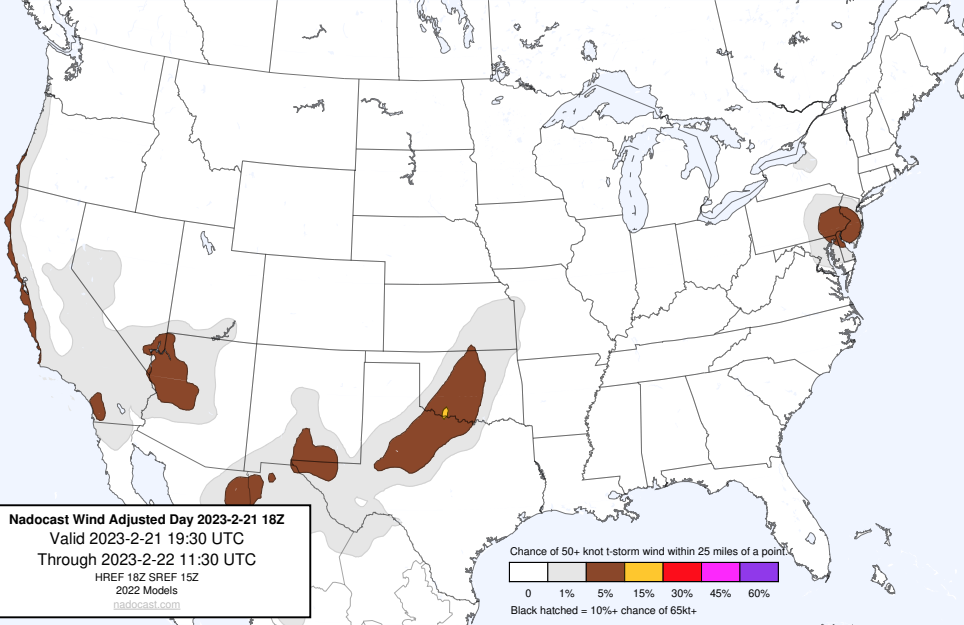 Nadocast Wind Adjusted Day 2023-2-21 18Z
Valid 2023-2-21 19:30 UTC
Through 2023-2-22 11:30 UTC
HREF 18Z SREF 15Z
2022 Models
nadocast.com
Chance of 50+ knot t-storm wind within 25 miles of a point.
0 1% 5% 15% 30% 45% 60%
Black hatched = 10%+ chance of 65kt+